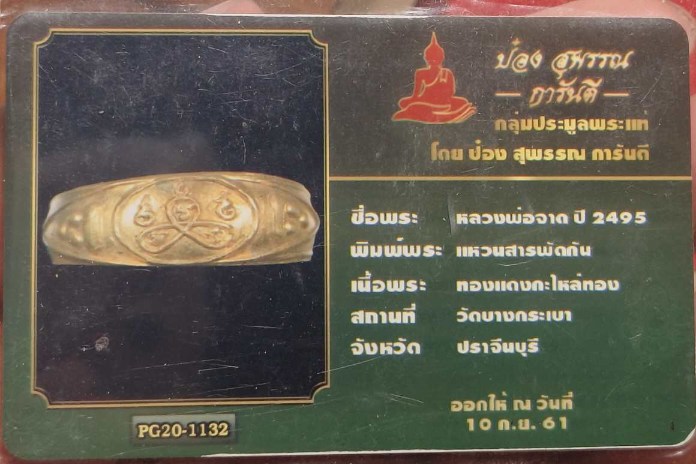 ป๋อง สุพรรณ
— การันตี —
กลุ่มประมูลพระแท้
โดย ป๋อง สุพรรณ การันตี
ชื่อพระ หลวงพ่อจาด ปี 2495
พิมพ์พระ แหวนสารพัดกัน
เนื้อพระ ทองแดงกะไหล่ทอง
สถานที่ วัดบางกระเบา
จังหวัด ปราจีนบุรี
ออกให้ ณ วันที่
10 ก.ย. 61
PG20-1132